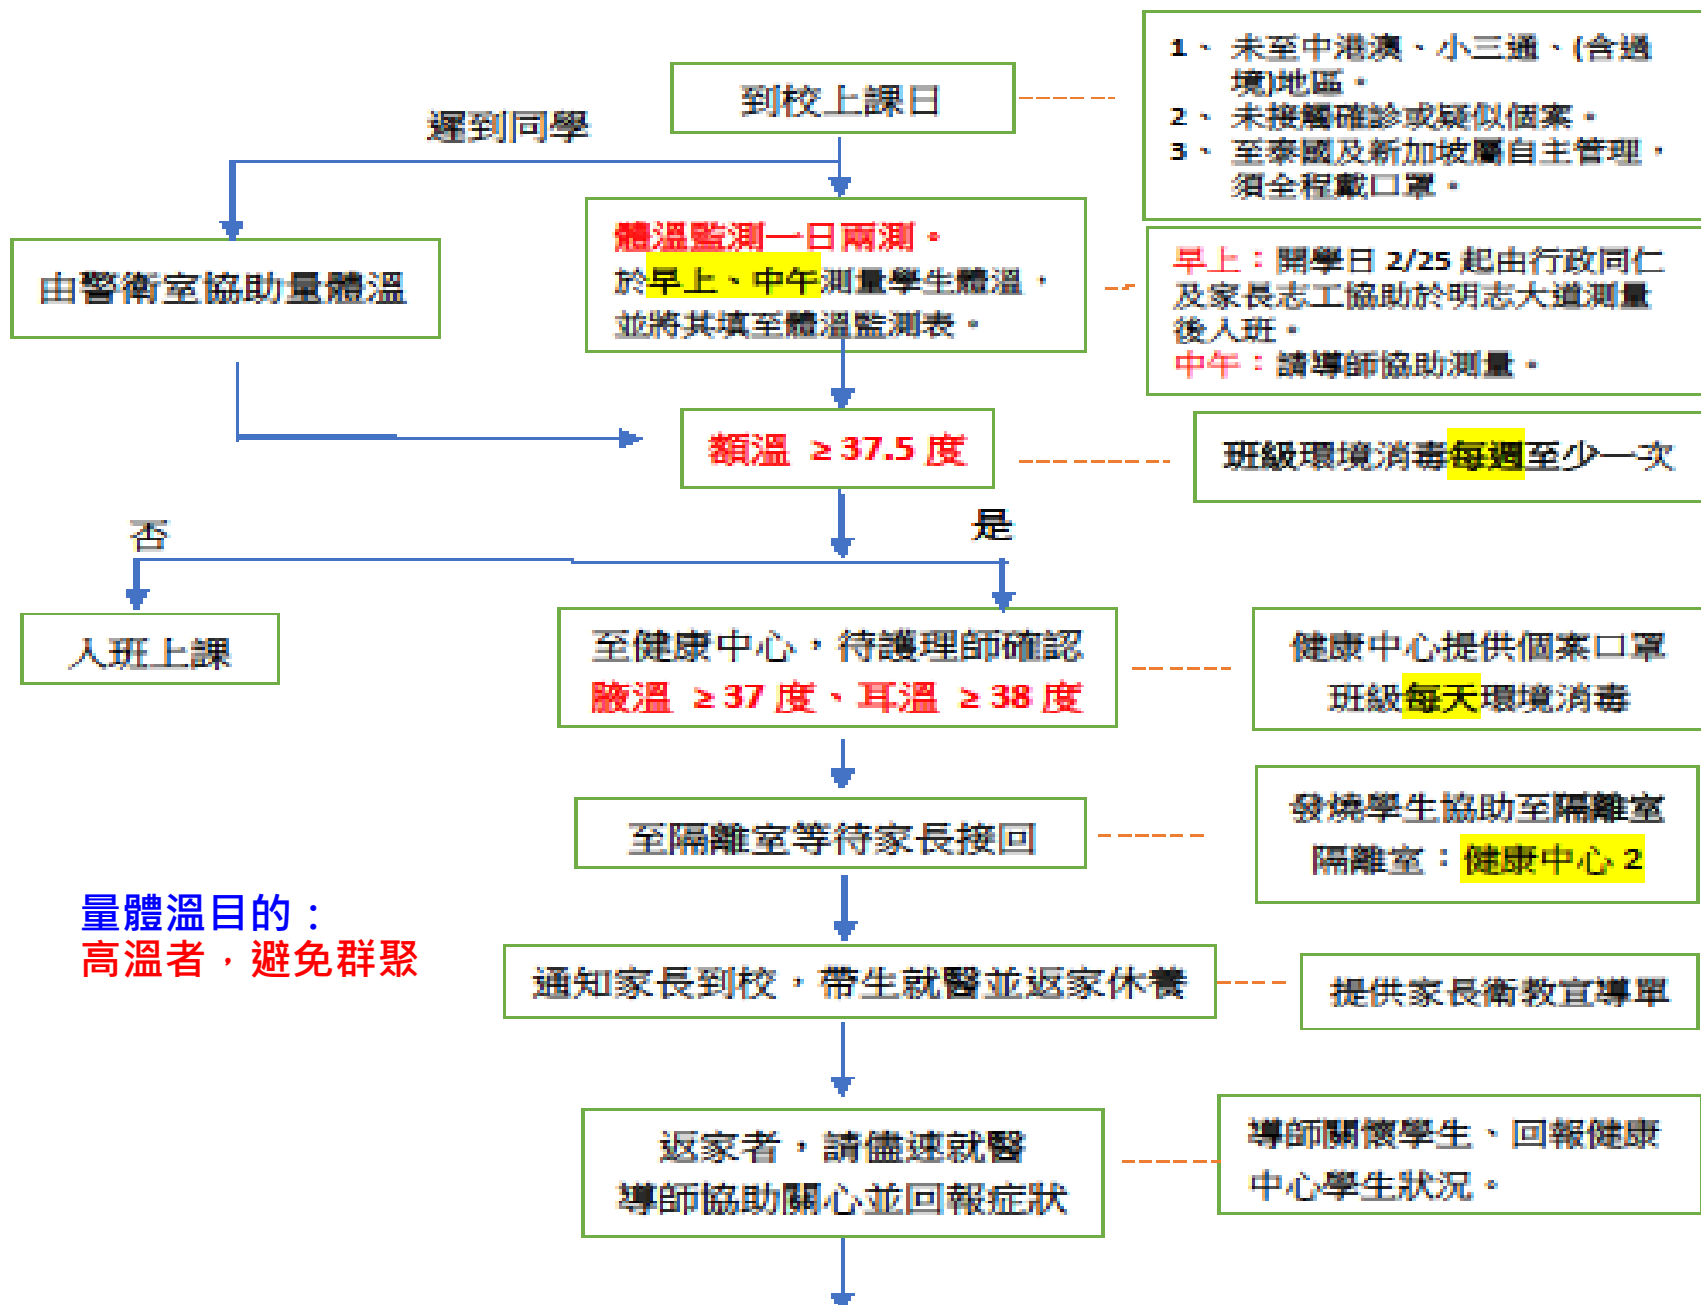 到校上課日
1、 未至中港澳、小三通、(含過
境)地區。
2、 未接觸確診或疑似個案。
3、 至泰國及新加坡屬自主管理，
須全程戴口罩。
遲到同學
由警衛室協助量體溫
體溫監測一日兩測。
於早上、中午測量學生體溫，
並將其填至體溫監測表。
早上：開學日 2/25 起由行政同仁
及家長志工協助於明志大道測量
後入班。
中午：請導師協助測量。
額溫 ≥ 37.5 度
班級環境消毒每週至少一次
否
是
入班上課
至健康中心，待護理師確認
腋溫 ≥ 37 度、耳溫 ≥ 38 度
健康中心提供個案口罩
班級每天環境消毒
至隔離室等待家長接回
發燒學生協助至隔離室
隔離室：健康中心 2
量體溫目的：
高溫者，避免群聚
通知家長到校，帶生就醫並返家休養
提供家長衛教宣導單
返家者，請儘速就醫
導師協助關心並回報症狀
導師關懷學生、回報健康
中心學生狀況。